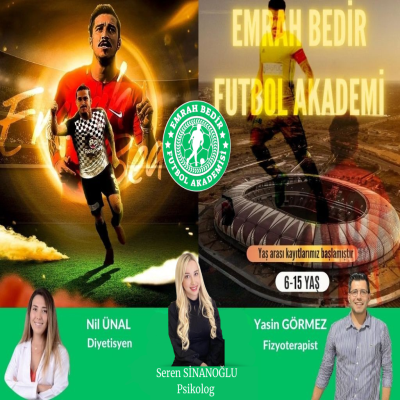 EMRAH BEDİR
FUTBOL AKADEMİ
EMRAH BEDİR
FUTBOL AKADEMİSİ
Yaş arası kayıtlarımız başlamıştır
6-15 YAŞ
Nil ÜNAL
Diyetisyen
Yasin GÖRMEZ
Fizyoterapist
Seren SİNANOĞLU
Psikolog